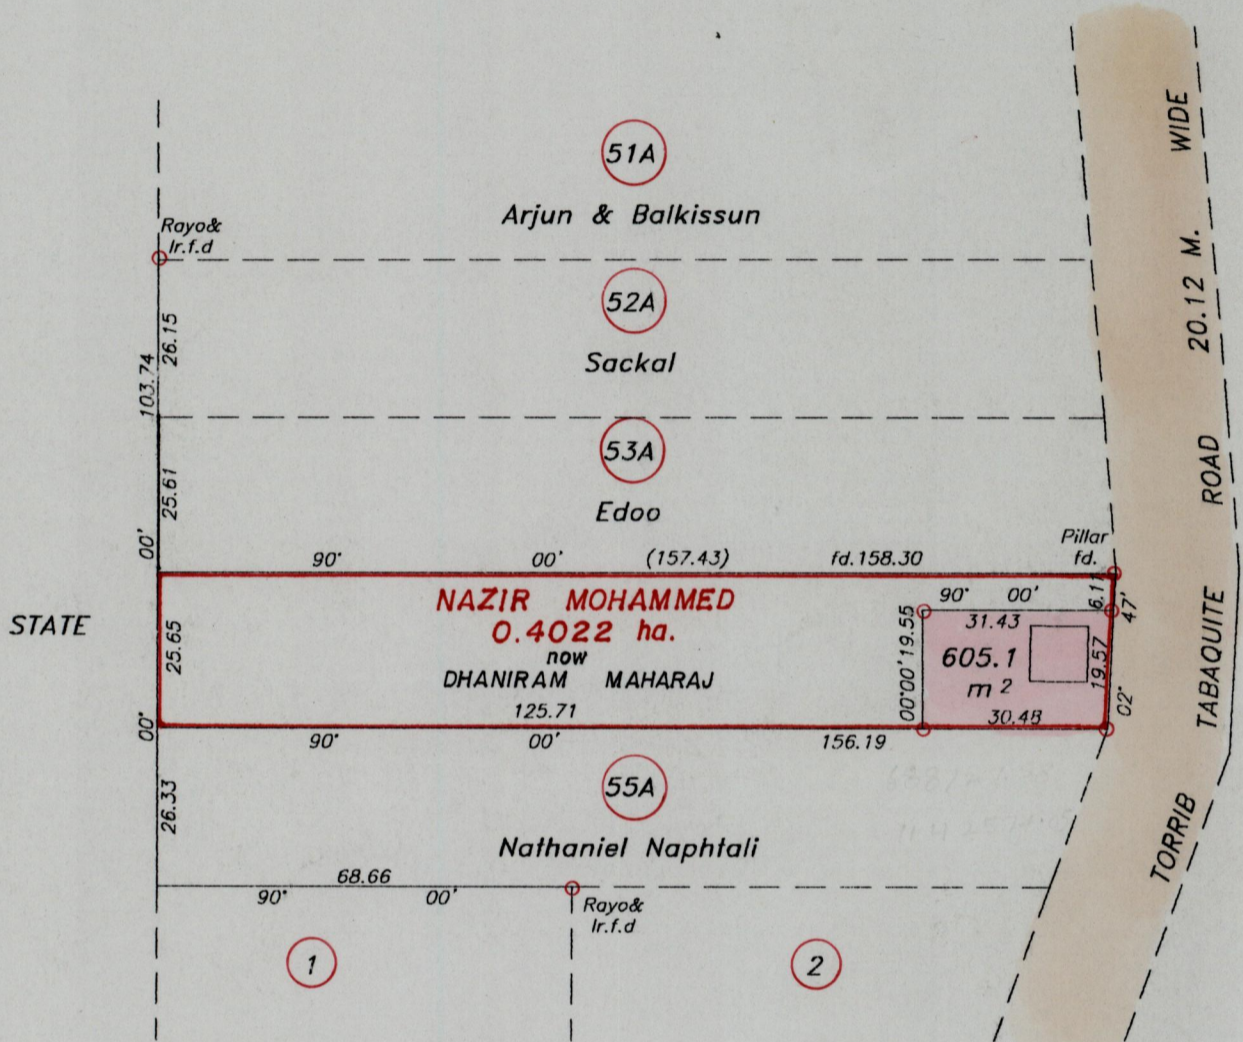 51A
Arjun & Balkissun
Rayo&
Ir.f.d
52A
Sackal
26.15
103.74
53A
Edoo
25.61
00'
90° 00' (157.43) fd.158.30
Pillar
fd.
STATE
NAZIR MOHAMMED
0.4022 ha.
now
DHANIRAM MAHARAJ
125.71
25.65
00°
90° 00' 156.19
90° 00'
31.43
6.11
47'
00°00'19.55
605.1
m²
19.57
02°
30.48
55A
Nathaniel Naphtali
26.33
68.66
90° 00'
Rayo&
Ir.f.d
1
2
TORRIB TABAQUITE ROAD 20.12 M. WIDE